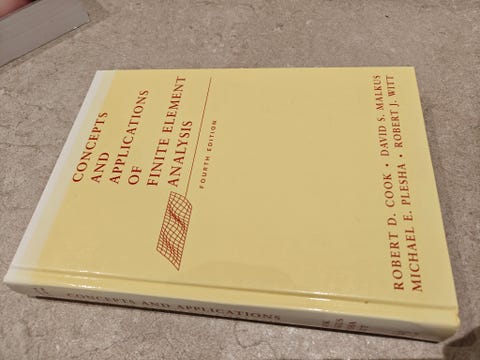 CONCEPTS
AND
APPLICATIONS
OF
FINITE ELEMENT
ANALYSIS
FOURTH EDITION
ROBERT D. COOK • DAVID S. MALKUS
MICHAEL E. PLESHA • ROBERT J. WITT
CONCEPTS AND APPLICATIONS